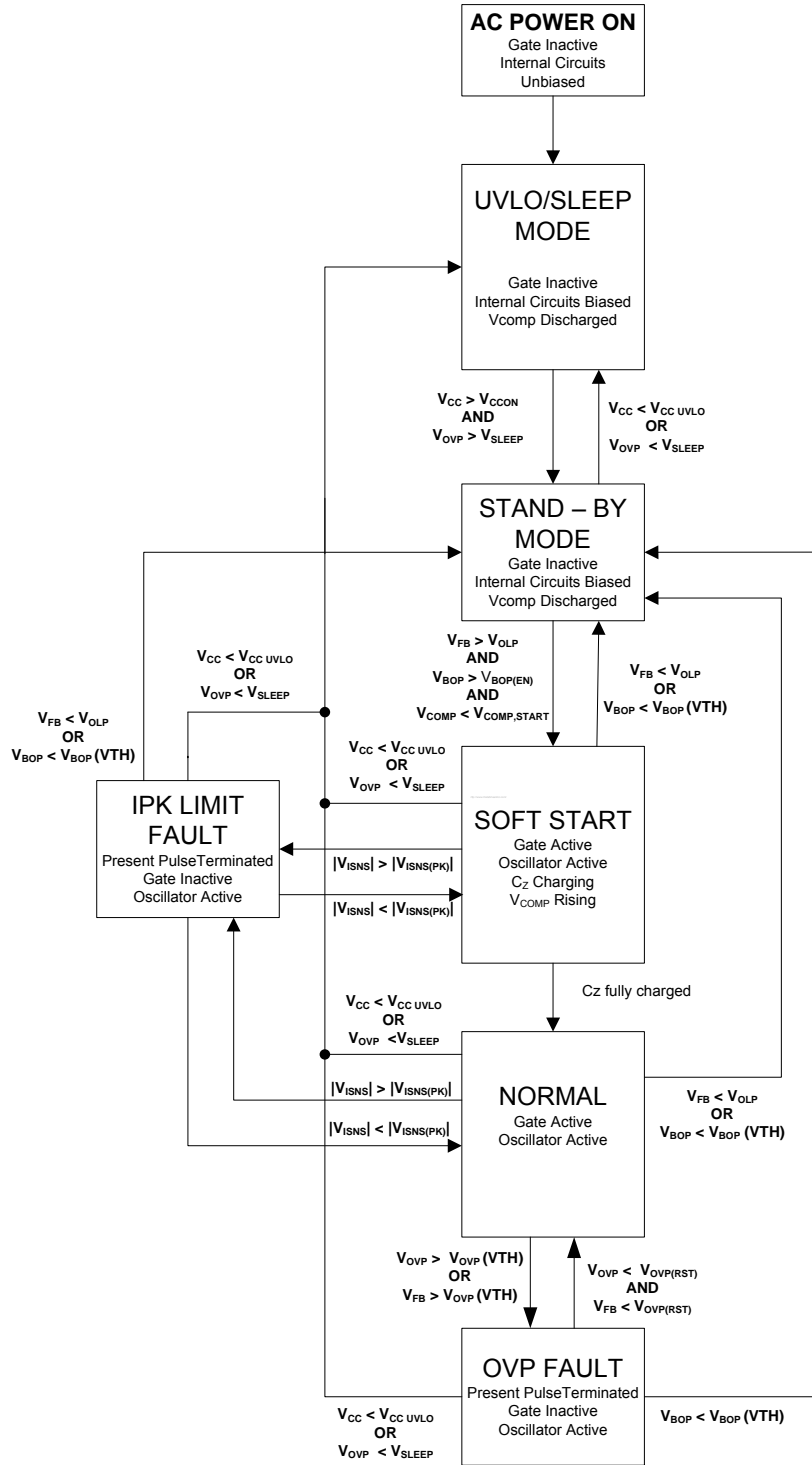 AC POWER ON
Gate Inactive
Internal Circuits
Unbiased
UVLO/SLEEP
MODE
Gate Inactive
Internal Circuits Biased
Vcomp Discharged
VCC > VCCON
AND
VOVP > VSLEEP
VCC < VCC UVLO
OR
VOVP < VSLEEP
STAND – BY
MODE
Gate Inactive
Internal Circuits Biased
Vcomp Discharged
VFB > VOLP
AND
VBOP > VBOP(EN)
AND
VCOMP < VCOMP,START
VFB < VOLP
OR
VBOP < VBOP (VTH)
VCC < VCC UVLO
OR
VOVP < VSLEEP
VFB < VOLP
OR
VBOP < VBOP (VTH)
VCC < VCC UVLO
OR
VOVP < VSLEEP
IPK LIMIT
FAULT
Present PulseTerminated
Gate Inactive
Oscillator Active
|VISNS| > |VISNS(PK)|
|VISNS| < |VISNS(PK)|
SOFT START
Gate Active
Oscillator Active
CZ Charging
VCOMP Rising
Cz fully charged
VCC < VCC UVLO
OR
VOVP <VSLEEP
|VISNS| > |VISNS(PK)|
|VISNS| < |VISNS(PK)|
NORMAL
Gate Active
Oscillator Active
VFB < VOLP
OR
VBOP < VBOP (VTH)
VOVP > VOVP (VTH)
OR
VFB > VOVP (VTH)
VOVP < VOVP(RST)
AND
VFB < VOVP(RST)
OVP FAULT
Present PulseTerminated
Gate Inactive
Oscillator Active
VCC < VCC UVLO
OR
VOVP < VSLEEP
VBOP < VBOP (VTH)